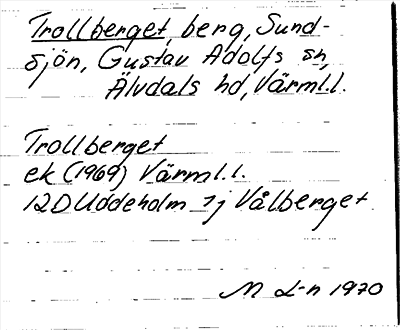 Trollberget, berg, Sund-
sjön, Gustav Adolfs sn,
Älvdals hd, Värml.l.
Trollberget
ek (1969) Värml.l.
12D Uddeholm 1j Vålberget
M L-n 1970